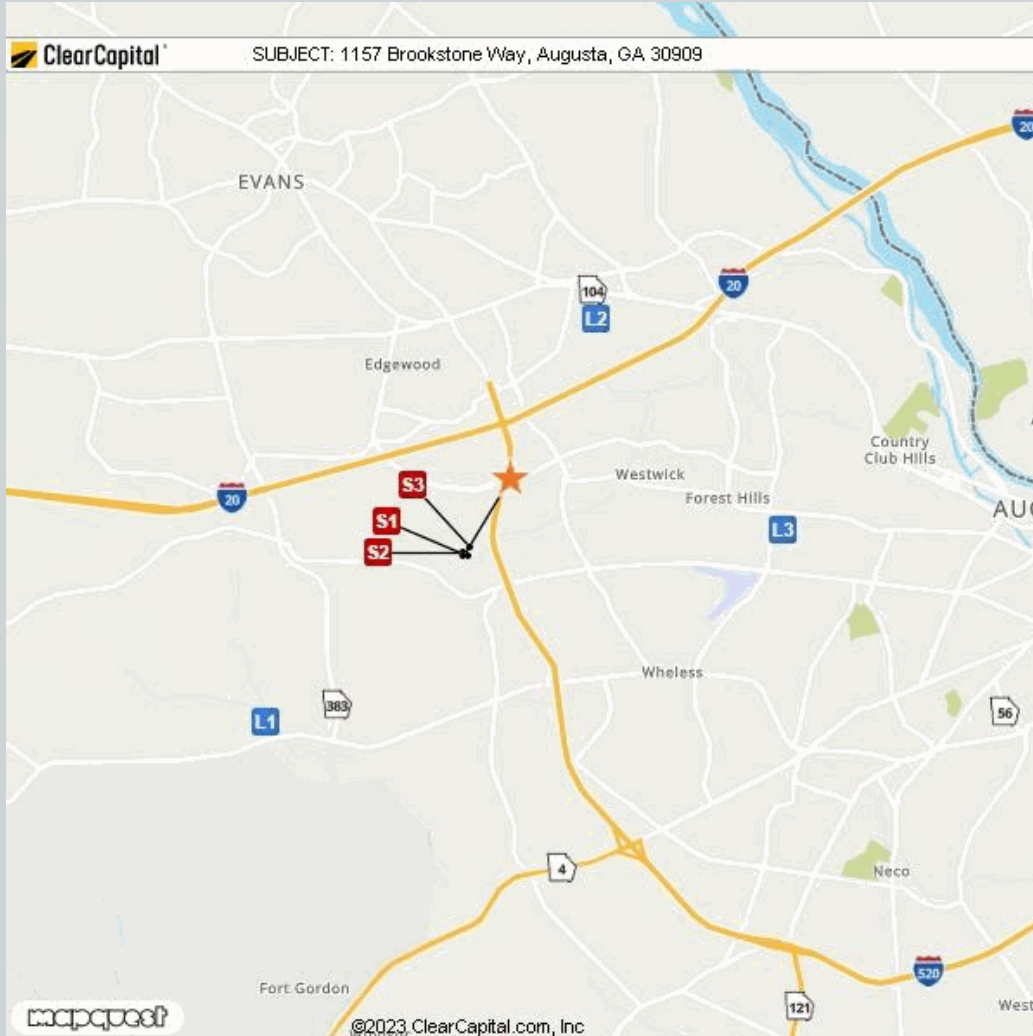 ClearCapital
SUBJECT: 1157 Brookstone Way, Augusta, GA 30909
20
EVANS
20
104
L2
Edgewood
Country
Club Hills
Westwick
S3
Forest Hills
20
AUG
S1
L3
S2
Wheless
383
56
L1
4
Neco
520
Fort Gordon
121
West
mapquest
©2023 ClearCapital.com, Inc